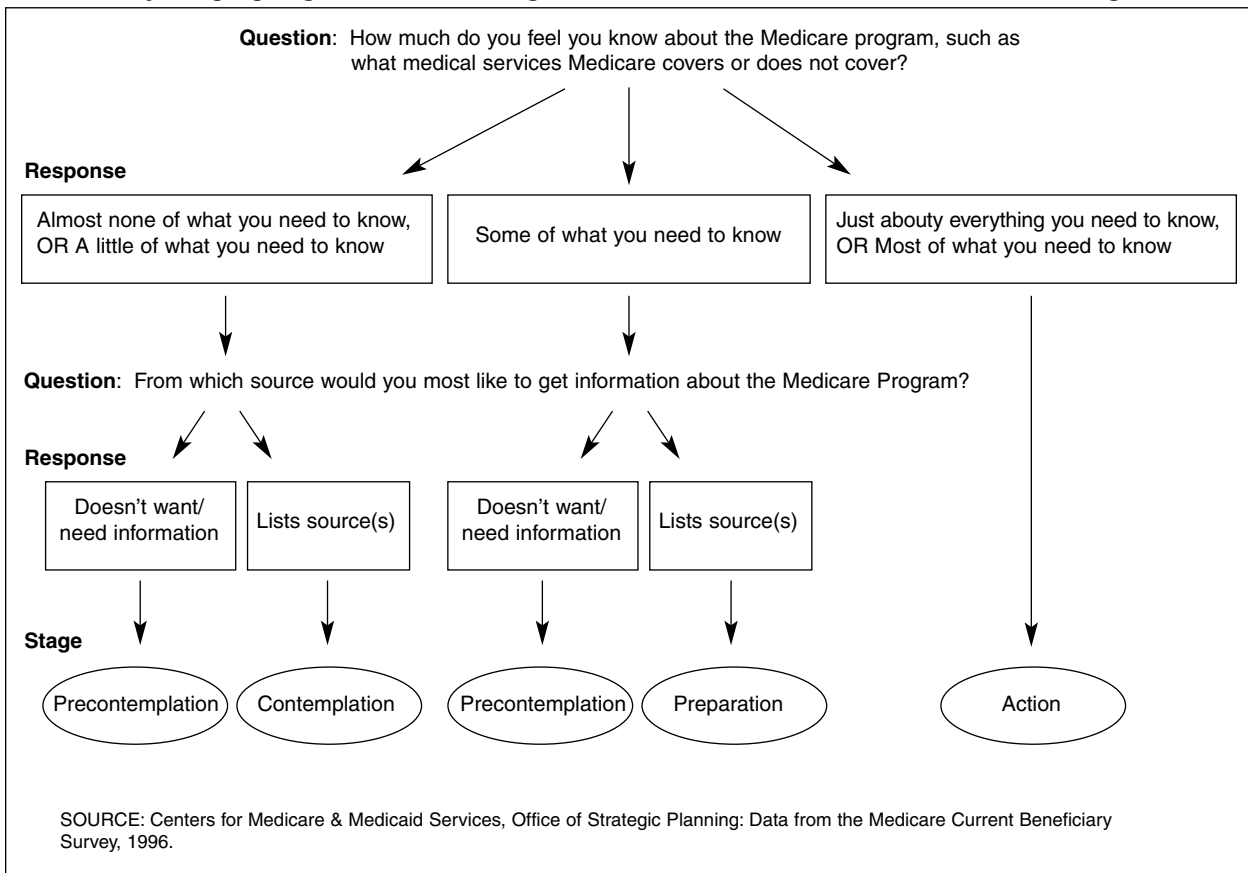 Question: How much do you feel you know about the Medicare program, such as
what medical services Medicare covers or does not cover?
Response
Almost none of what you need to know,
OR A little of what you need to know
Some of what you need to know
Just abouty everything you need to know,
OR Most of what you need to know
Question: From which source would you most like to get information about the Medicare Program?
Response
Doesn't want/
need information
Lists source(s)
Doesn't want/
need information
Lists source(s)
Stage
Precontemplation
Contemplation
Precontemplation
Preparation
Action
SOURCE: Centers for Medicare & Medicaid Services, Office of Strategic Planning: Data from the Medicare Current Beneficiary
Survey, 1996.